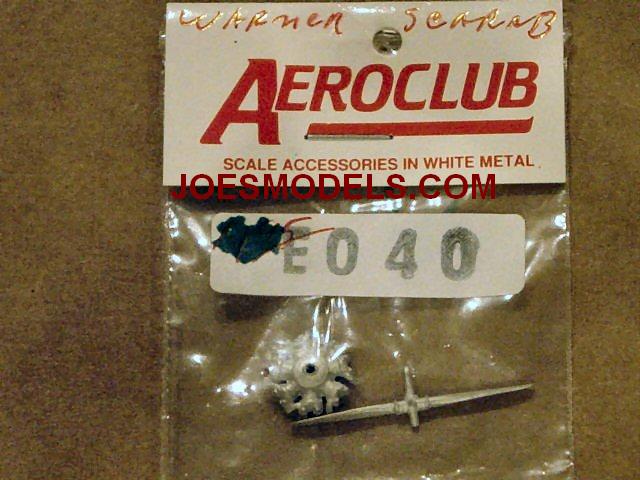 WARNER SCARAB
AEROCLUB
SCALE ACCESSORIES IN WHITE METAL
JOESMODELS.COM
E040